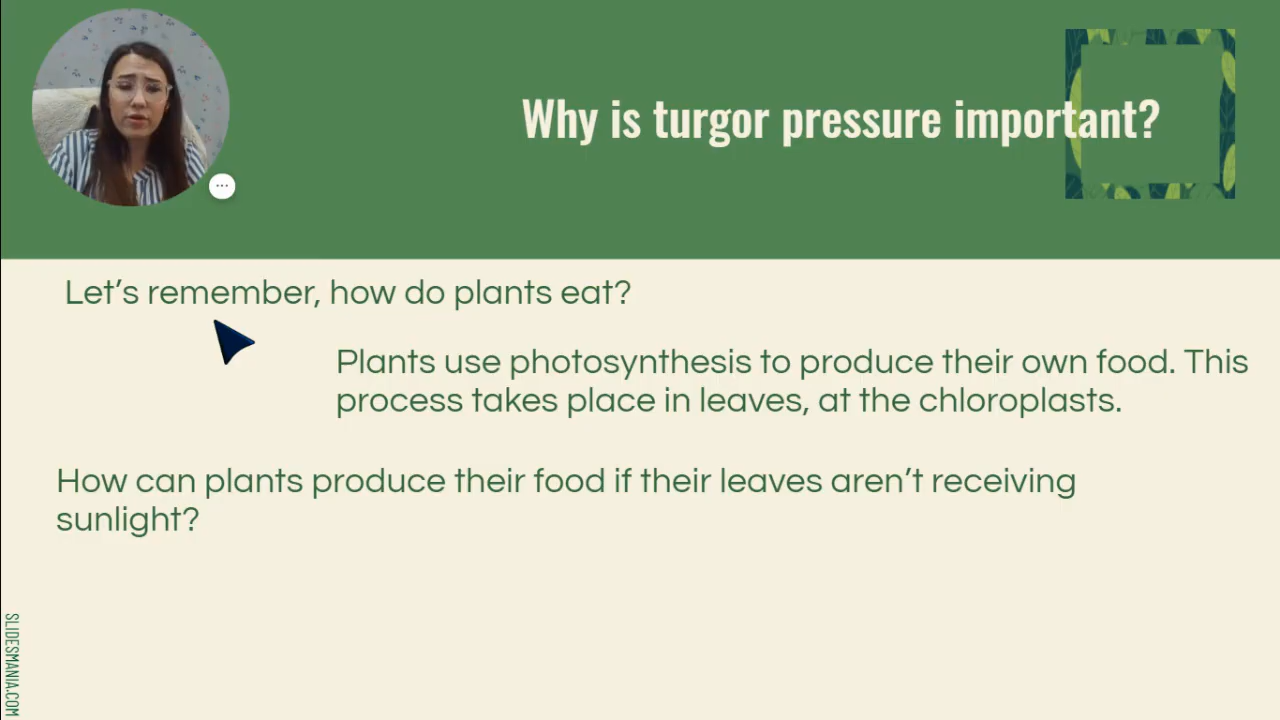 Why is turgor pressure important?
Let’s remember, how do plants eat?
Plants use photosynthesis to produce their own food. This
process takes place in leaves, at the chloroplasts.
How can plants produce their food if their leaves aren’t receiving
sunlight?
SLIDESMANIA.COM